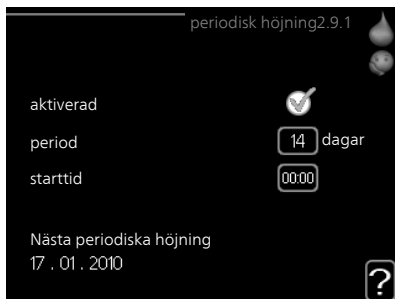 periodisk höjning2.9.1
aktiverad
period 14 dagar
starttid 00:00
Nästa periodiska höjning
17 . 01 . 2010
?